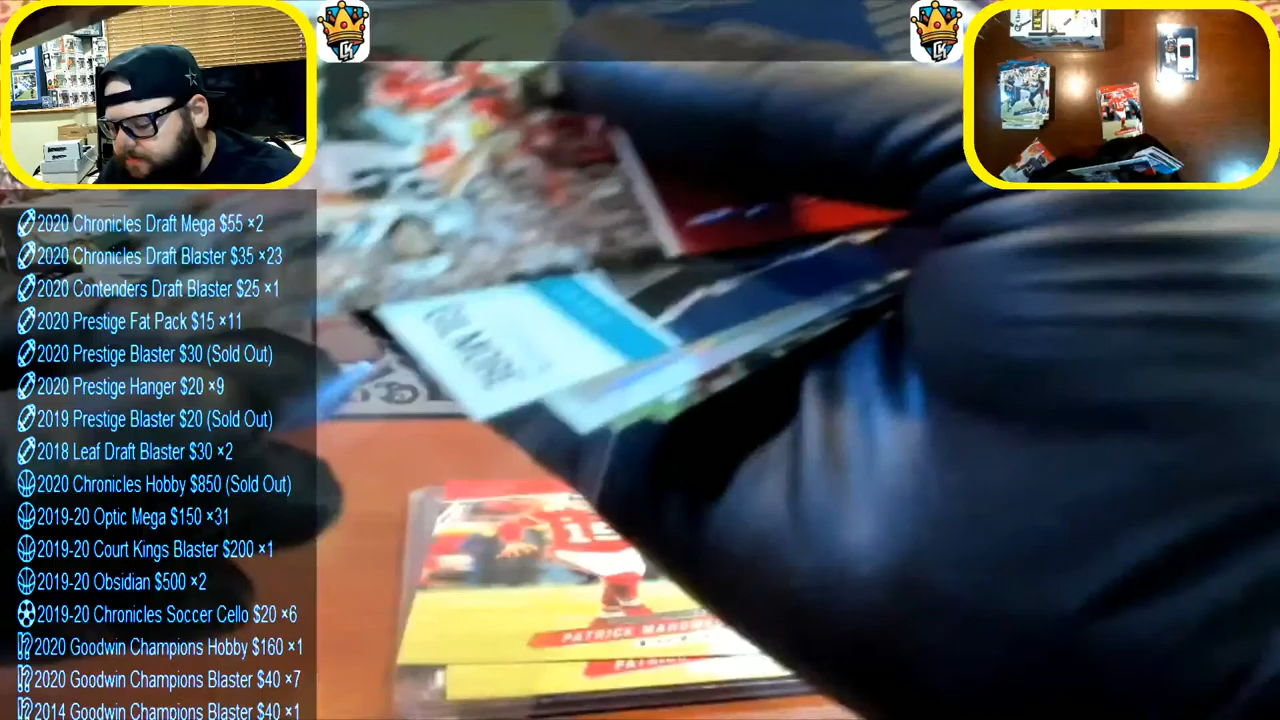 2020 Chronicles Draft Mega $55 ×2
2020 Chronicles Draft Blaster $35 ×23
2020 Contenders Draft Blaster $25 ×1
2020 Prestige Fat Pack $15 ×11
2020 Prestige Blaster $30 (Sold Out)
2020 Prestige Hanger $20 ×9
2019 Prestige Blaster $20 (Sold Out)
2018 Leaf Draft Blaster $30 ×2
2020 Chronicles Hobby $850 (Sold Out)
2019-20 Optic Mega $150 ×31
2019-20 Court Kings Blaster $200 ×1
2019-20 Obsidian $500 ×2
2019-20 Chronicles Soccer Cello $20 ×6
2020 Goodwin Champions Hobby $160 ×1
2020 Goodwin Champions Blaster $40 ×7
2014 Goodwin Champions Blaster $40 ×1
GILMORE
15
PATRICK MAHOMES
PATRICK
CK
CK